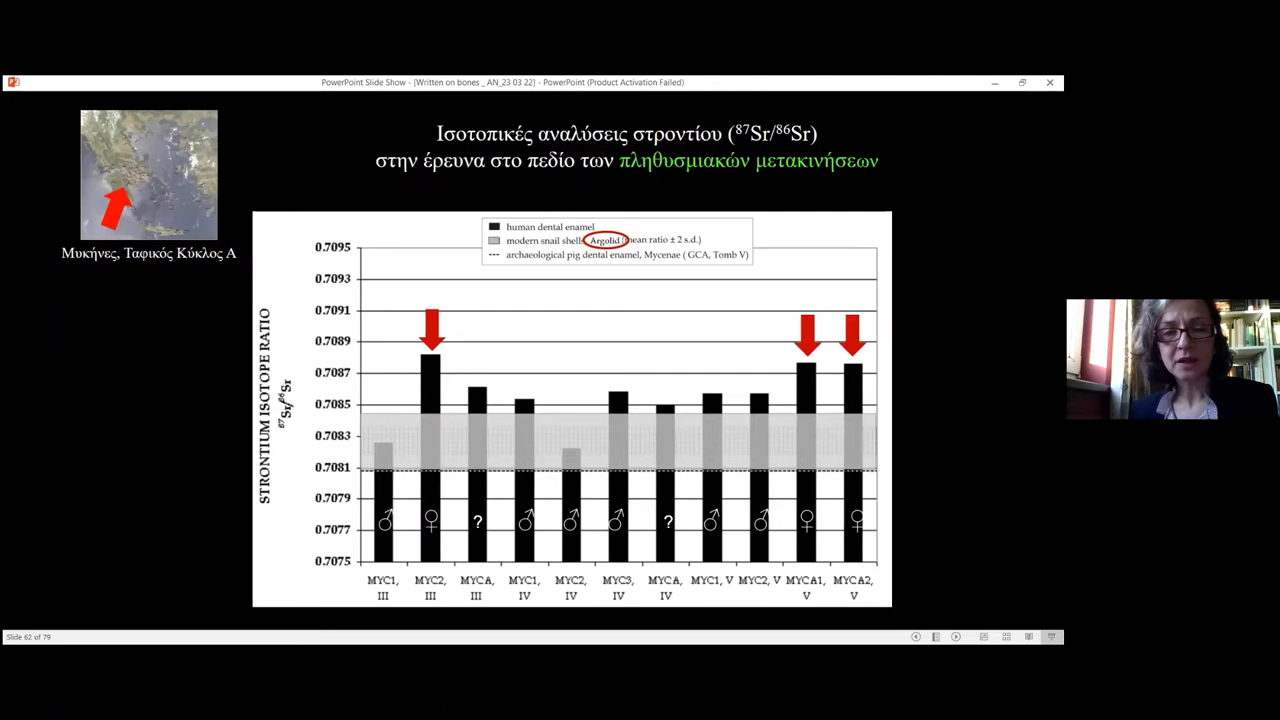 PowerPoint Slide Show - [Written on bones _ AN_23 03 22] - PowerPoint (Product Activation Failed)
Ισοτοπικές αναλύσεις στροντίου (⁸⁷Sr/⁸⁶Sr)
στην έρευνα στο πεδίο των πληθυσμιακών μετακινήσεων
Μυκήνες, Ταφικός Κύκλος Α
human dental enamel
modern snail shells Argolid (mean ratio ± 2 s.d.)
archaeological pig dental enamel, Mycenae ( GCA, Tomb V)
STRONTIUM ISOTOPE RATIO
⁸⁷Sr/⁸⁶Sr
0.7095
0.7093
0.7091
0.7089
0.7087
0.7085
0.7083
0.7081
0.7079
0.7077
0.7075
♂ ♀ ? ♂ ♂ ♂ ? ♂ ♂ ♀ ♀
MYC1, III
MYC2, III
MYCA, III
MYC1, IV
MYC2, IV
MYC3, IV
MYCA, IV
MYC1, V
MYC2, V
MYCA1, V
MYCA2, V
Slide 62 of 79